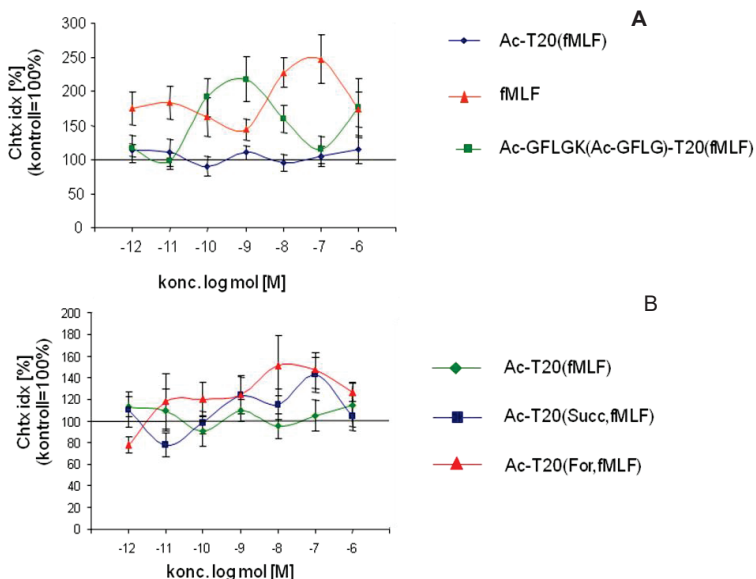 A
Chtx idx [%]
(kontroll=100%)
300
250
200
150
100
50
0
-12 -11 -10 -9 -8 -7 -6
konc. log mol [M]
Ac-T20(fMLF)
fMLF
Ac-GFLGK(Ac-GFLG)-T20(fMLF)
B
Chtx idx [%]
(kontroll=100%)
200
180
160
140
120
100
80
60
40
20
0
-12 -11 -10 -9 -8 -7 -6
konc. log mol [M]
Ac-T20(fMLF)
Ac-T20(Succ,fMLF)
Ac-T20(For,fMLF)